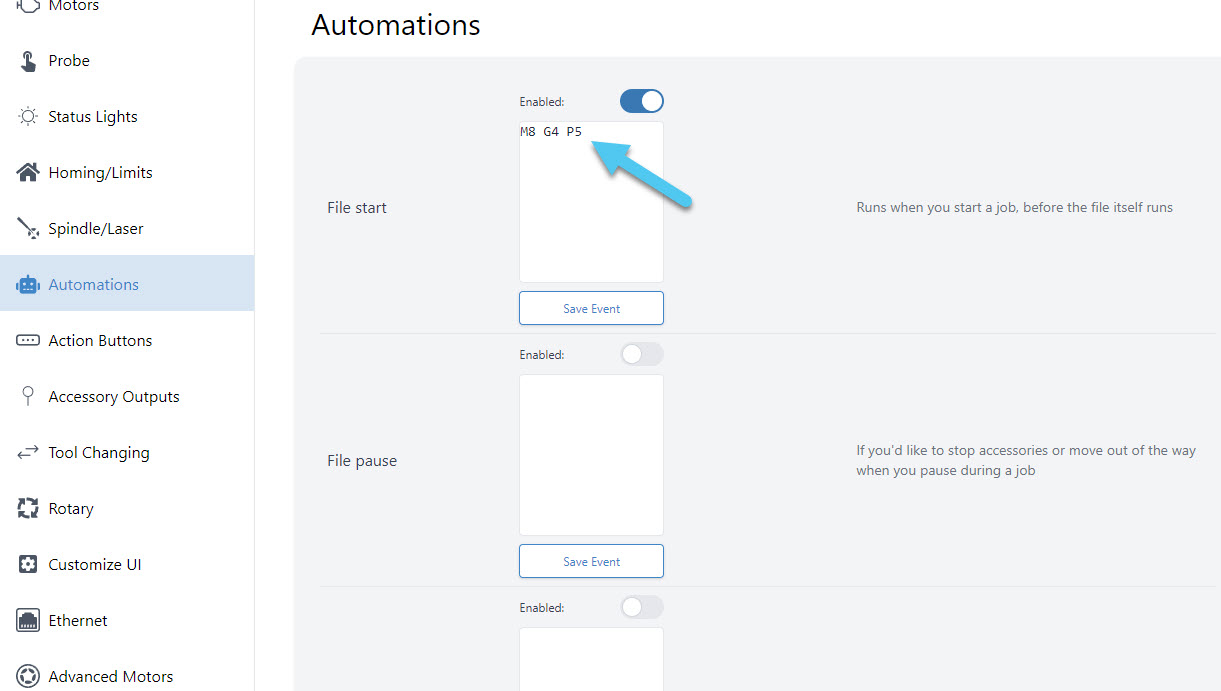 Motors
Probe
Status Lights
Homing/Limits
Spindle/Laser
Automations
Action Buttons
Accessory Outputs
Tool Changing
Rotary
Customize UI
Ethernet
Advanced Motors
Automations
Enabled:
M8 G4 P5
File start
Runs when you start a job, before the file itself runs
Save Event
Enabled:
File pause
If you'd like to stop accessories or move out of the way
when you pause during a job
Save Event
Enabled: